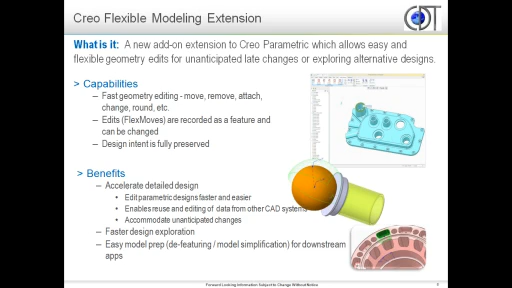 Creo Flexible Modeling Extension
CDT
What is it: A new add-on extension to Creo Parametric which allows easy and
flexible geometry edits for unanticipated late changes or exploring alternative designs.
> Capabilities
– Fast geometry editing - move, remove, attach,
change, round, etc.
– Edits (FlexMoves) are recorded as a feature and
can be changed
– Design intent is fully preserved
> Benefits
– Accelerate detailed design
• Edit parametric designs faster and easier
• Enables reuse and editing of data from other CAD systems
• Accommodate unanticipated changes
– Faster design exploration
– Easy model prep (de-featuring / model simplification) for downstream
apps
Forward Looking Information Subject to Change Without Notice